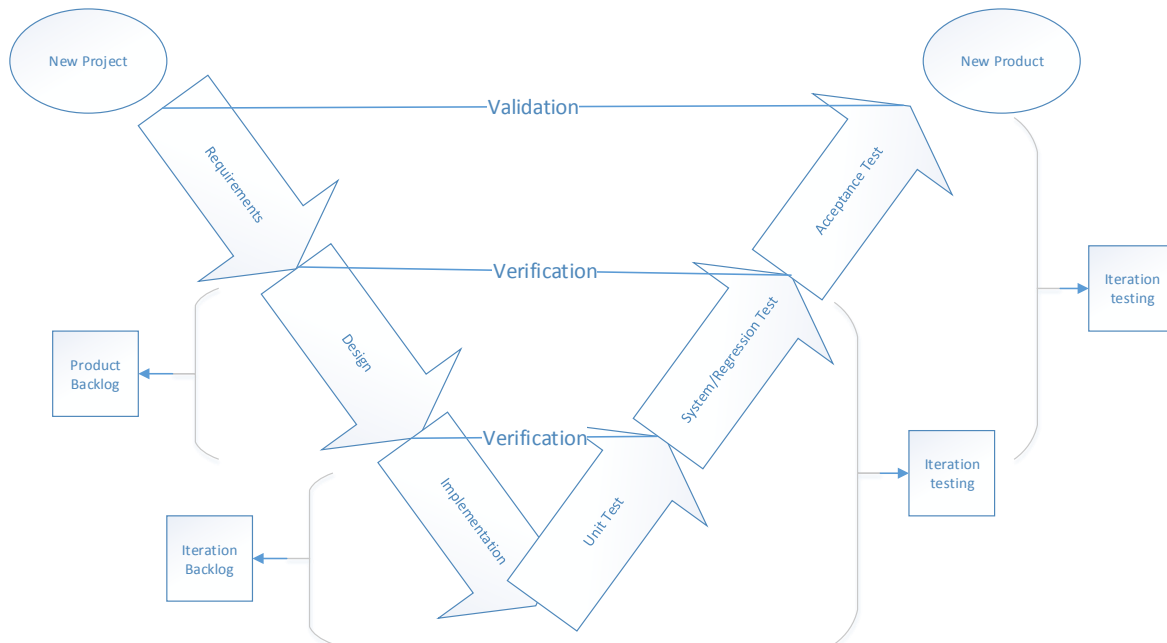 New Project
New Product
Validation
Requirements
Acceptance Test
Verification
Iteration
testing
Design
System/Regression Test
Product
Backlog
Verification
Iteration
testing
Implementation
Unit Test
Iteration
Backlog